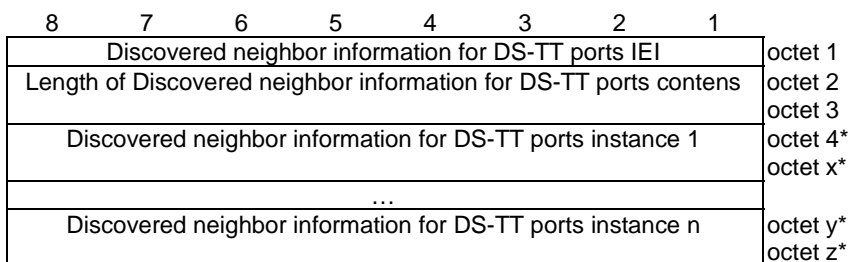 8 7 6 5 4 3 2 1
Discovered neighbor information for DS-TT ports IEI octet 1
Length of Discovered neighbor information for DS-TT ports contens octet 2
octet 3
Discovered neighbor information for DS-TT ports instance 1 octet 4*
octet x*
…
Discovered neighbor information for DS-TT ports instance n octet y*
octet z*